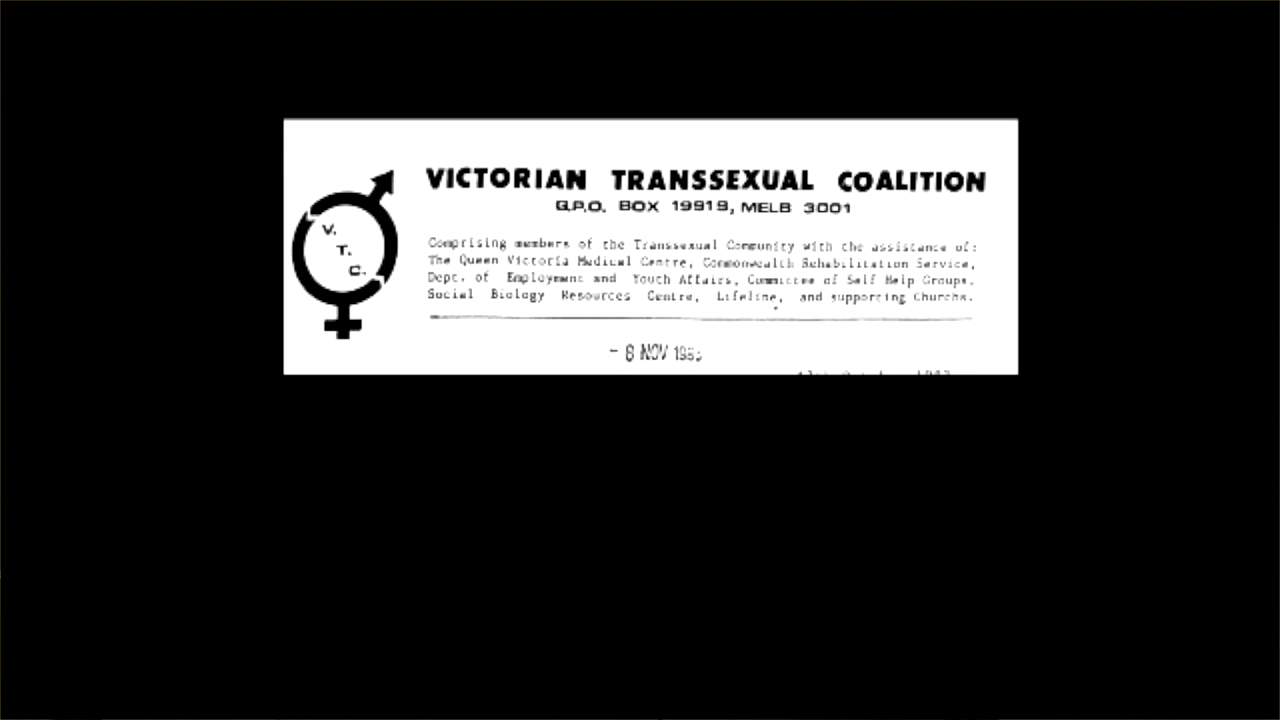 VICTORIAN TRANSSEXUAL COALITION
G.P.O. BOX 1991S, MELB 3001
V.
T.
C.
Comprising members of the Transsexual Community with the assistance of:
The Queen Victoria Medical Centre, Commonwealth Rehabilitation Service,
Dept. of Employment and Youth Affairs, Committee of Self Help Groups,
Social Biology Resources Centre, Lifeline, and supporting Churchs.
- 8 NOV